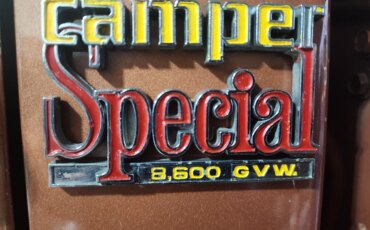 camper
Special
8,600 GVW.